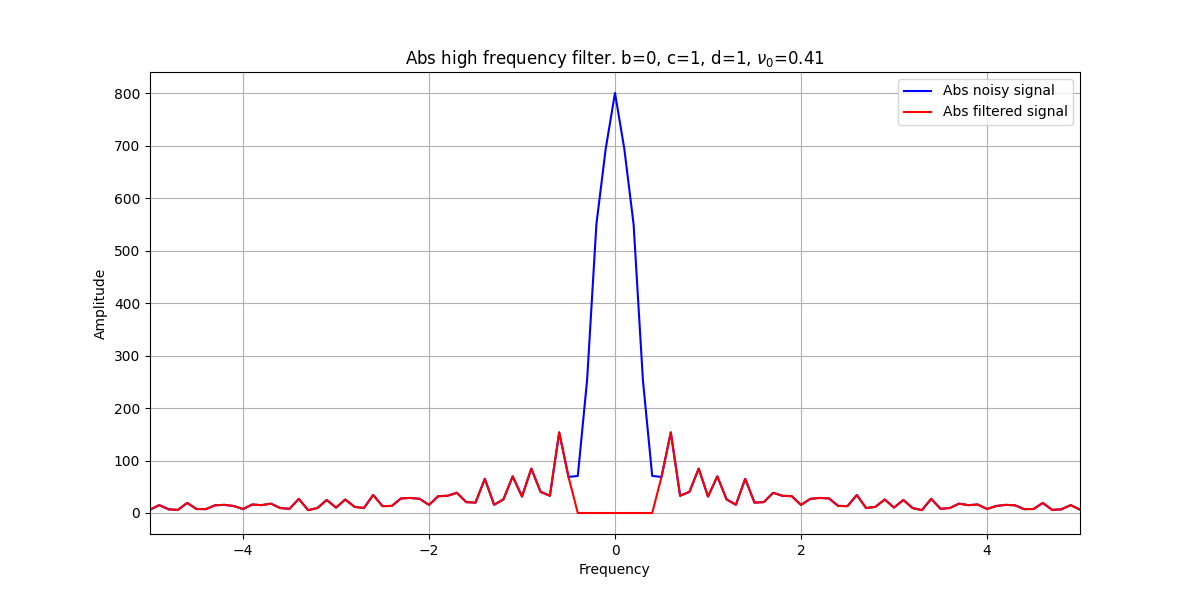 Abs high frequency filter. b=0, c=1, d=1, ν₀=0.41
Abs noisy signal
Abs filtered signal
Amplitude
800
700
600
500
400
300
200
100
0
−4
−2
0
2
4
Frequency